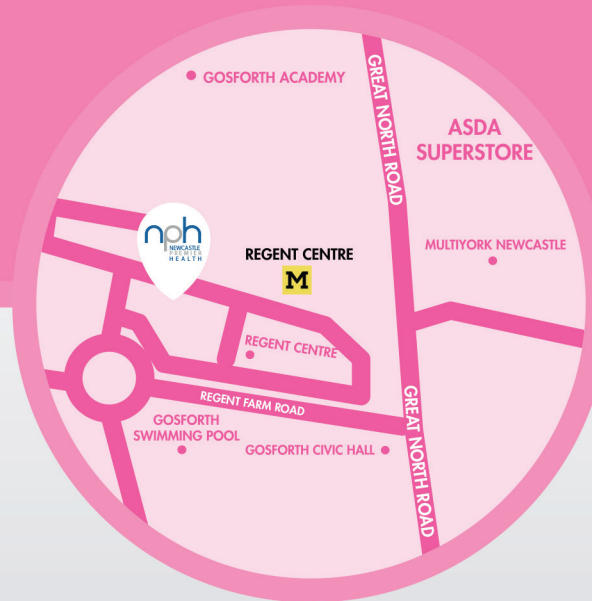 GOSFORTH ACADEMY
GREAT NORTH ROAD
ASDA
SUPERSTORE
nph
NEWCASTLE
PREMIER
HEALTH
REGENT CENTRE
M
MULTIYORK NEWCASTLE
REGENT CENTRE
REGENT FARM ROAD
GREAT NORTH ROAD
GOSFORTH
SWIMMING POOL
GOSFORTH CIVIC HALL